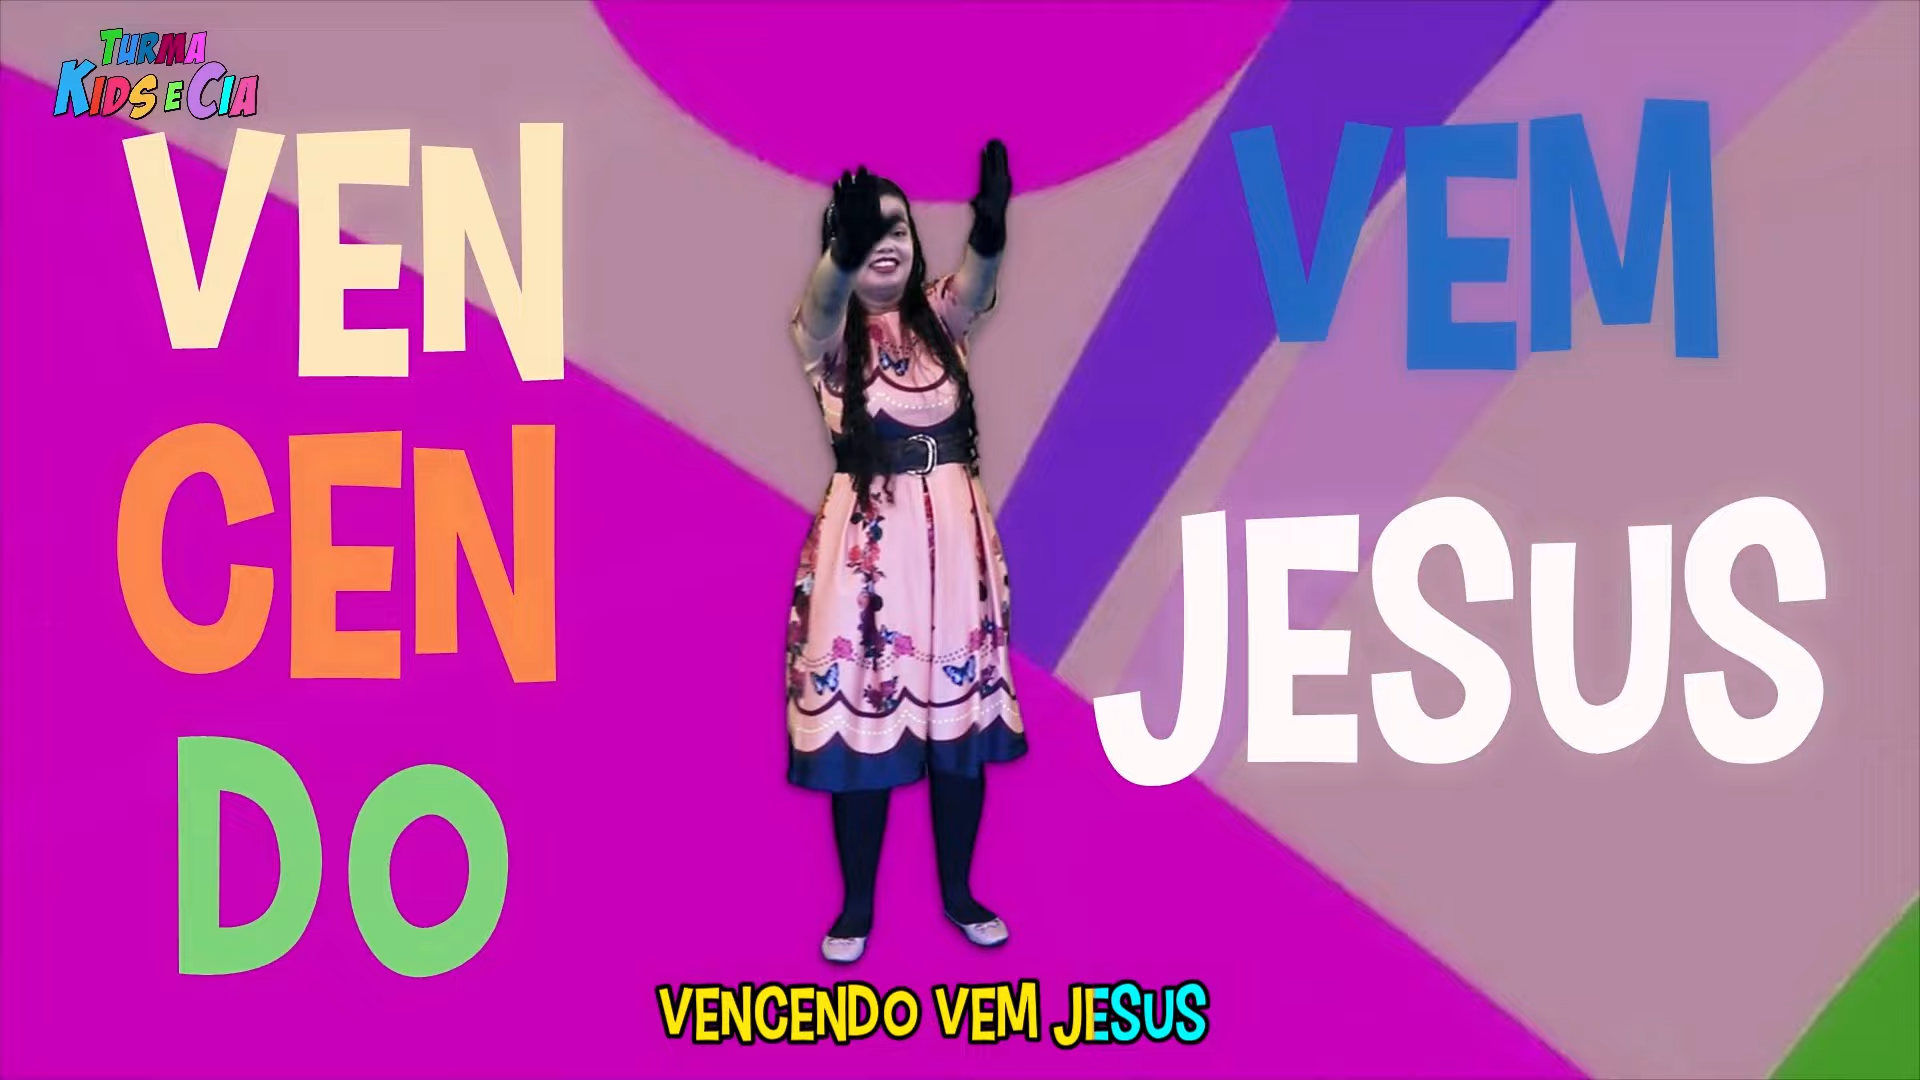 TURMA
KIDS E CIA
VEN
CEN
DO
VEM
JESUS
VENCENDO VEM JESUS